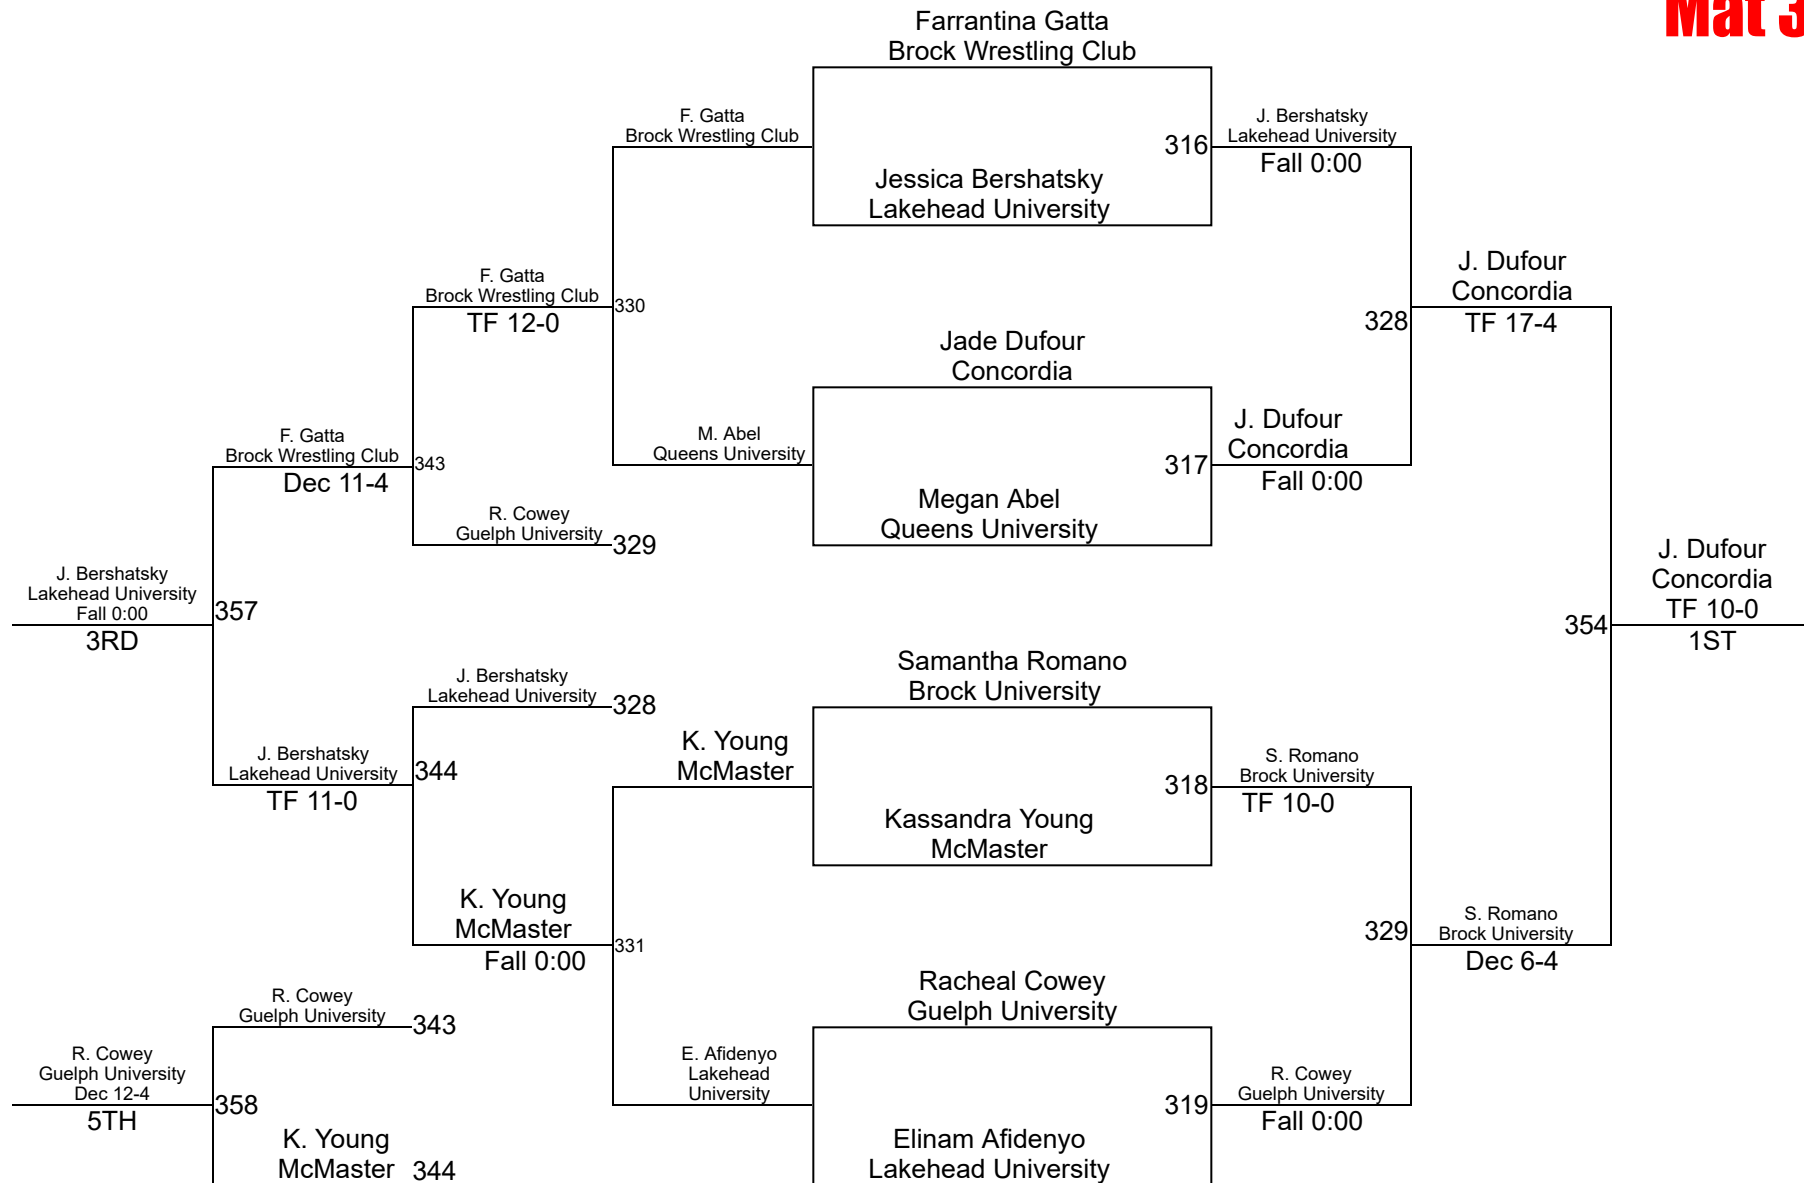 Mat 3
Farrantina Gatta
Brock Wrestling Club
F. Gatta
Brock Wrestling Club
316
J. Bershatsky
Lakehead University
Fall 0:00
Jessica Bershatsky
Lakehead University
F. Gatta
Brock Wrestling Club
TF 12-0
330
J. Dufour
Concordia
TF 17-4
328
Jade Dufour
Concordia
F. Gatta
Brock Wrestling Club
Dec 11-4
343
M. Abel
Queens University
317
J. Dufour
Concordia
Fall 0:00
Megan Abel
Queens University
R. Cowey
Guelph University
329
J. Bershatsky
Lakehead University
Fall 0:00
3RD
357
354
J. Dufour
Concordia
TF 10-0
1ST
J. Bershatsky
Lakehead University
328
Samantha Romano
Brock University
J. Bershatsky
Lakehead University
TF 11-0
344
K. Young
McMaster
318
S. Romano
Brock University
TF 10-0
Kassandra Young
McMaster
K. Young
McMaster
Fall 0:00
331
329
S. Romano
Brock University
Dec 6-4
Racheal Cowey
Guelph University
R. Cowey
Guelph University
343
R. Cowey
Guelph University
Dec 12-4
5TH
358
E. Afidenyo
Lakehead
University
319
R. Cowey
Guelph University
Fall 0:00
K. Young
McMaster
344
Elinam Afidenyo
Lakehead University